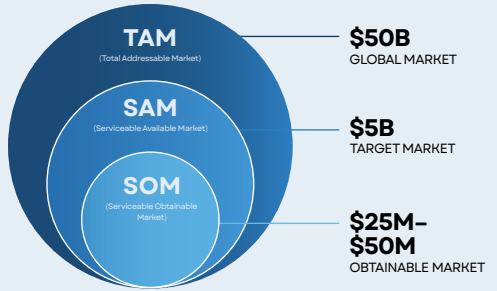 TAM
(Total Addressable Market)
$50B
GLOBAL MARKET
SAM
(Serviceable Available Market)
$5B
TARGET MARKET
SOM
(Serviceable Obtainable
Market)
$25M–
$50M
OBTAINABLE MARKET